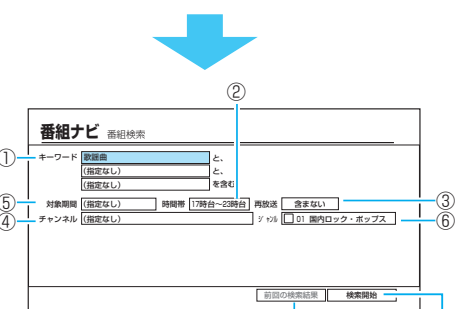 ②
番組ナビ 番組検索
① キーワード 歌謡曲 と、
(指定なし) と、
(指定なし) を含む
⑤ 対象期間 (指定なし) 時間帯 17時台～23時台 再放送 含まない ③
④ チャンネル (指定なし) ジャンル 01 国内ロック・ポップス ⑥
前回の検索結果 検索開始